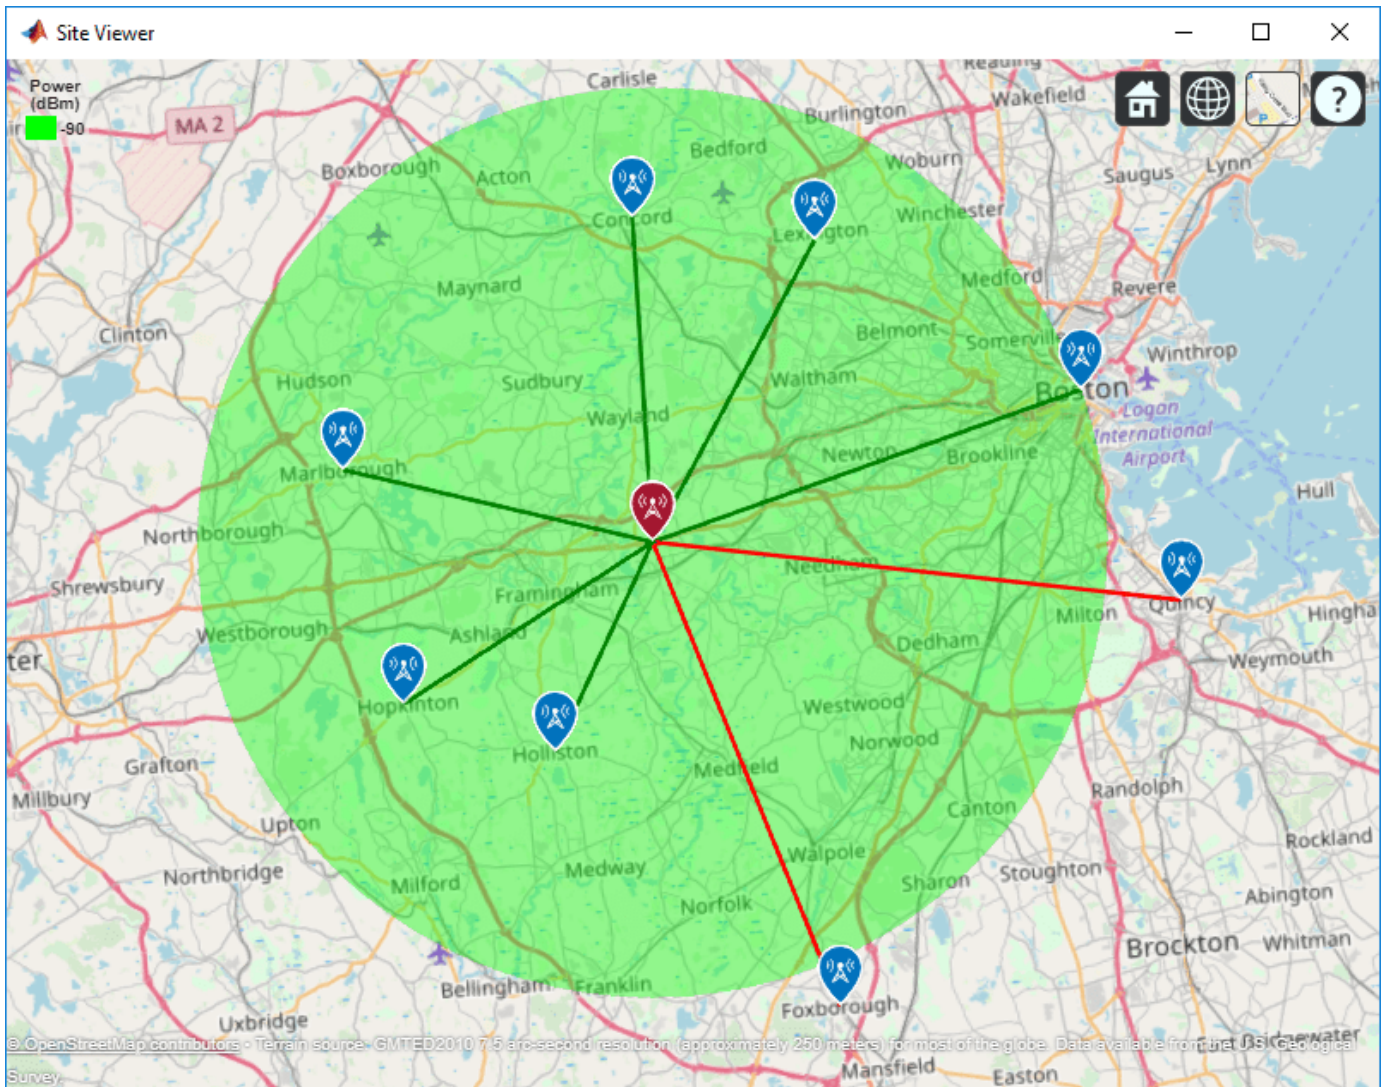 Site Viewer
Power
(dBm)
-90
MA 2
Carlisle
Reading
Wakefield
Burlington
Bedford
Woburn
Lynn
Saugus
Boxborough
Acton
Concord
Winchester
Lexington
Medford
Revere
Maynard
Clinton
Belmont
Somerville
Winthrop
Hudson
Sudbury
Waltham
Boston
Logan
International
Airport
Wayland
Newton
Brookline
Marlborough
Hull
Northborough
Shrewsbury
Framingham
Needham
Milton
Quincy
Hingha
Westborough
Ashland
Dedham
ter
Weymouth
Hopkinton
Westwood
Norwood
Holliston
Medfield
Grafton
Millbury
Randolph
Canton
Upton
Rockland
Walpole
Medway
Stoughton
Northbridge
Milford
Sharon
Abington
Norfolk
Brockton
Whitman
Bellingham
Franklin
Foxborough
Uxbridge
East Bridgewater
© OpenStreetMap contributors • Terrain source: GMTED2010 7.5 arc-second resolution (approximately 250 meters) for most of the globe. Data available from the U.S. Geological
Survey.
Mansfield
Easton